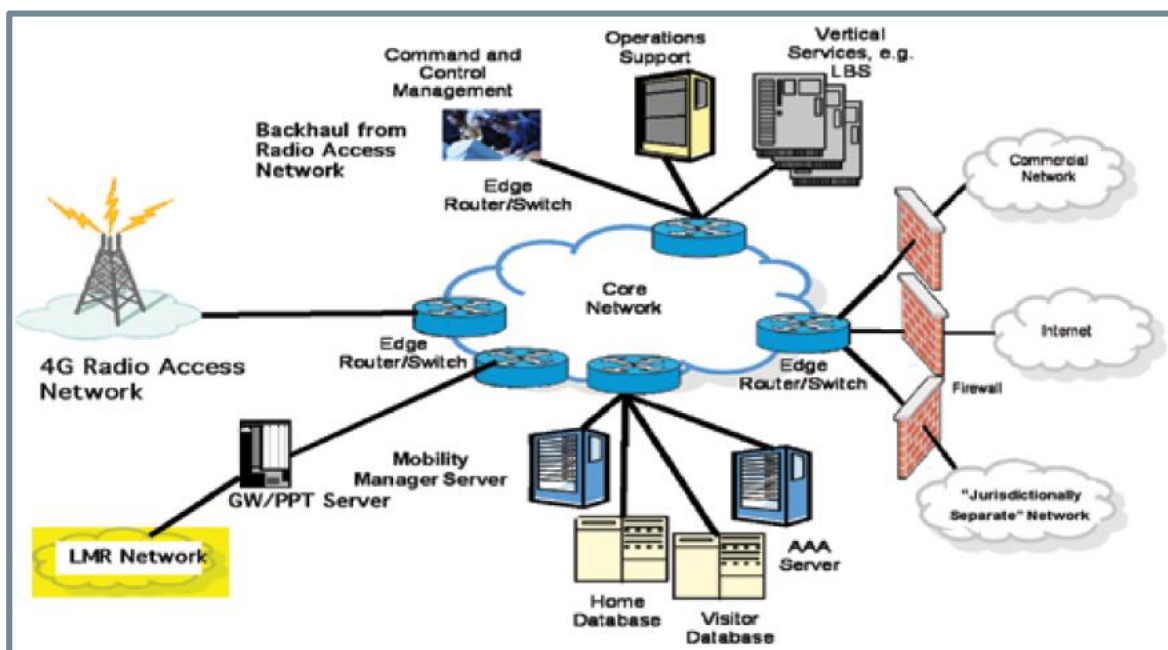 Operations
Support
Vertical
Services, e.g.
LBS
Command and
Control
Management
Backhaul from
Radio Access
Network
Edge
Router/Switch
Commercial
Network
Core
Network
Internet
Edge
Router/Switch
Edge
Router/Switch
Firewall
4G Radio Access
Network
Mobility
Manager Server
GW/PPT Server
"Jurisdictionally
Separate" Network
LMR Network
AAA
Server
Home
Database
Visitor
Database